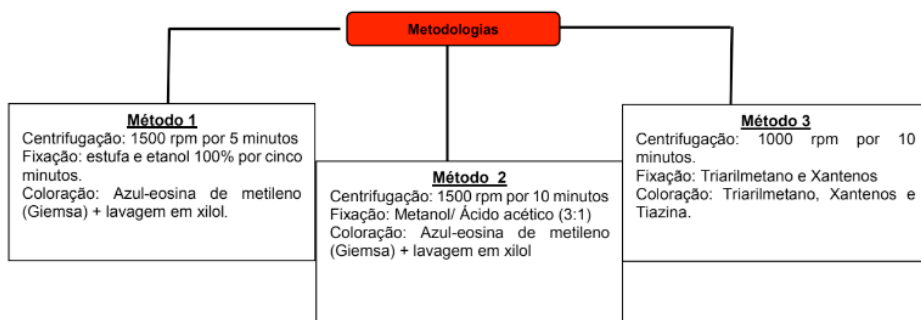 Metodologias
Método 1
Centrifugação: 1500 rpm por 5 minutos
Fixação: estufa e etanol 100% por cinco
minutos.
Coloração: Azul-eosina de metileno
(Giemsa) + lavagem em xilol.
Método 2
Centrifugação: 1500 rpm por 10 minutos
Fixação: Metanol/ Ácido acético (3:1)
Coloração: Azul-eosina de metileno
(Giemsa) + lavagem em xilol
Método 3
Centrifugação: 1000 rpm por 10
minutos.
Fixação: Triarilmetano e Xantenos
Coloração: Triarilmetano, Xantenos e
Tiazina.